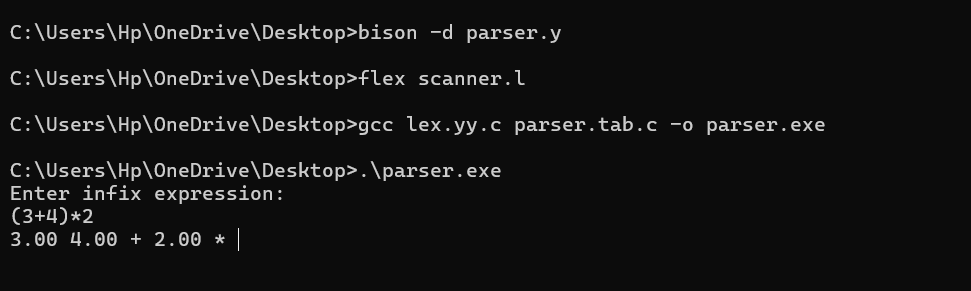 C:\Users\Hp\OneDrive\Desktop>bison -d parser.y
C:\Users\Hp\OneDrive\Desktop>flex scanner.l
C:\Users\Hp\OneDrive\Desktop>gcc lex.yy.c parser.tab.c -o parser.exe
C:\Users\Hp\OneDrive\Desktop>.\parser.exe
Enter infix expression:
(3+4)*2
3.00 4.00 + 2.00 *